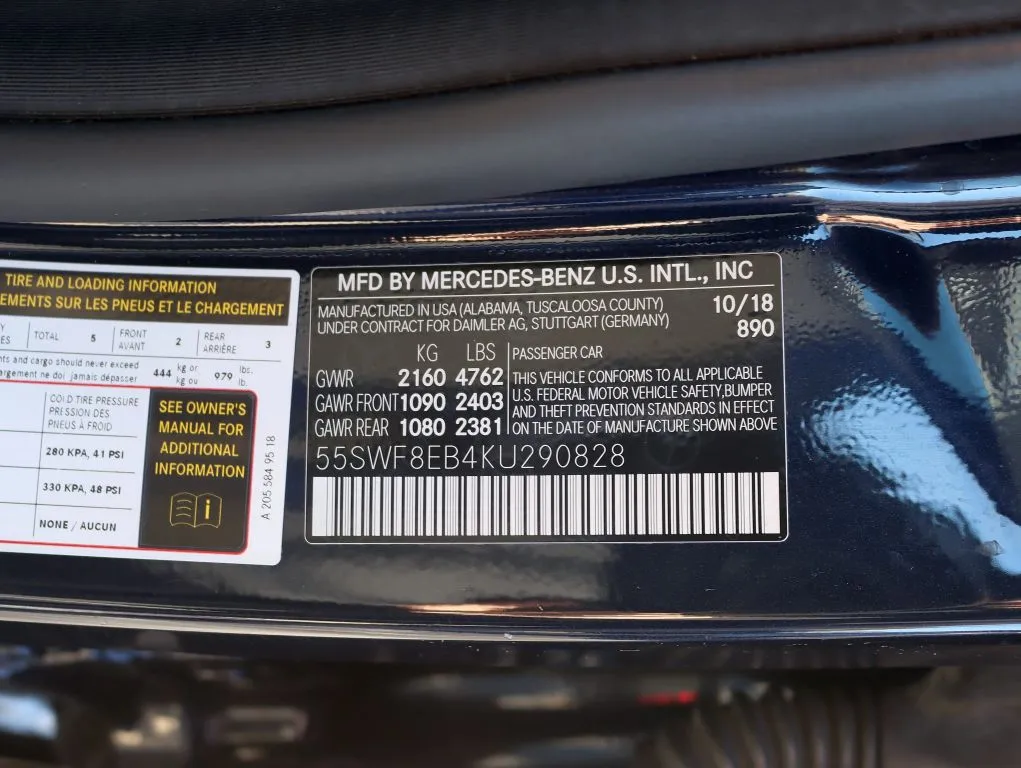 TIRE AND LOADING INFORMATION
EMENTS SUR LES PNEUS ET LE CHARGEMENT
TOTAL 5 FRONT AVANT 2 REAR ARRIÈRE 3
and cargo should never exceed 444 kg or 979 lbs.
ne doi jamais dépasser kg ou lb.
COLD TIRE PRESSURE
PRESSION DES
PNEUS À FROID
280 KPA, 41 PSI
330 KPA, 48 PSI
NONE / AUCUN
SEE OWNER'S
MANUAL FOR
ADDITIONAL
INFORMATION
i
A 205 584 95 18
MFD BY MERCEDES-BENZ U.S. INTL., INC
MANUFACTURED IN USA (ALABAMA, TUSCALOOSA COUNTY) 10/18
UNDER CONTRACT FOR DAIMLER AG, STUTTGART (GERMANY) 890
KG LBS
GVWR 2160 4762
GAWR FRONT 1090 2403
GAWR REAR 1080 2381
PASSENGER CAR
THIS VEHICLE CONFORMS TO ALL APPLICABLE
U.S. FEDERAL MOTOR VEHICLE SAFETY,BUMPER
AND THEFT PREVENTION STANDARDS IN EFFECT
ON THE DATE OF MANUFACTURE SHOWN ABOVE
55SWF8EB4KU290828